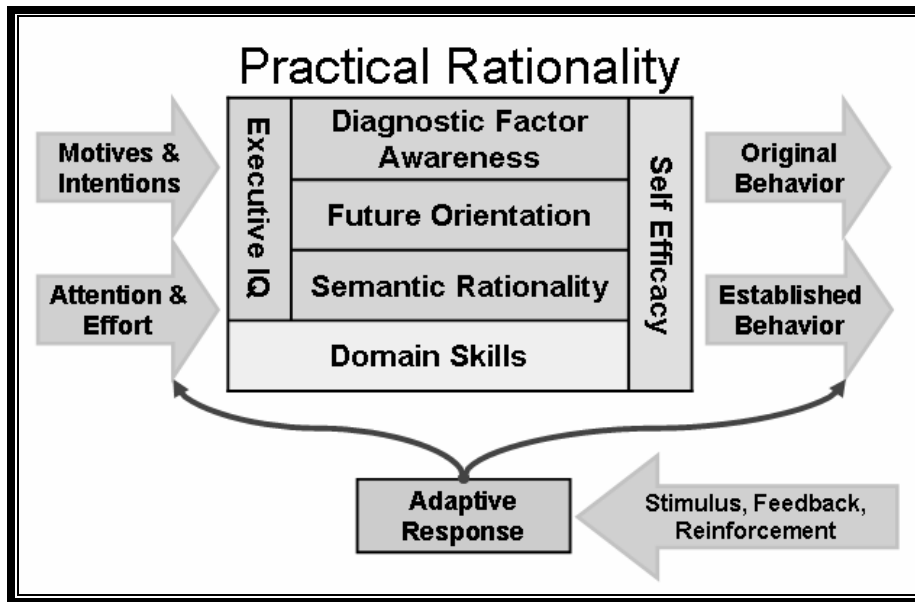 Practical Rationality
Motives &
Intentions
Attention &
Effort
Executive IQ
Diagnostic Factor
Awareness
Future Orientation
Semantic Rationality
Domain Skills
Self Efficacy
Original
Behavior
Established
Behavior
Adaptive
Response
Stimulus, Feedback,
Reinforcement